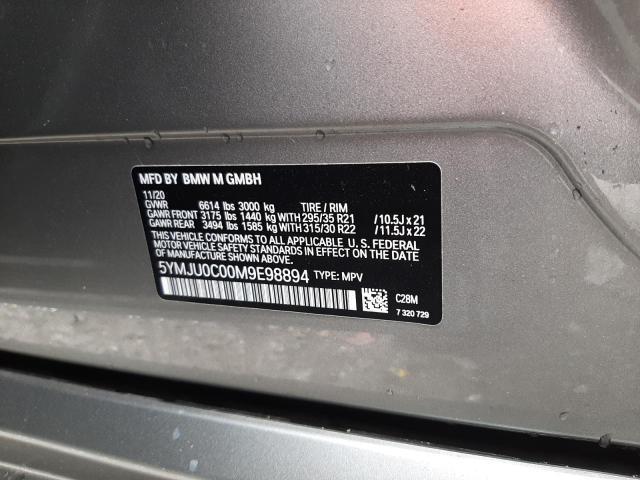 MFD BY BMW M GMBH
11/20
GVWR 6614 lbs 3000 kg TIRE / RIM
GAWR FRONT 3175 lbs 1440 kg WITH 295/35 R21 / 10.5J x 21
GAWR REAR 3494 lbs 1585 kg WITH 315/30 R22 / 11.5J x 22
THIS VEHICLE CONFORMS TO ALL APPLICABLE U.S. FEDERAL
MOTOR VEHICLE SAFETY STANDARDS IN EFFECT ON THE DATE
OF MANUFACTURE SHOWN ABOVE.
5YMJU0C00M9E98894 TYPE: MPV
C28M
7 320 729